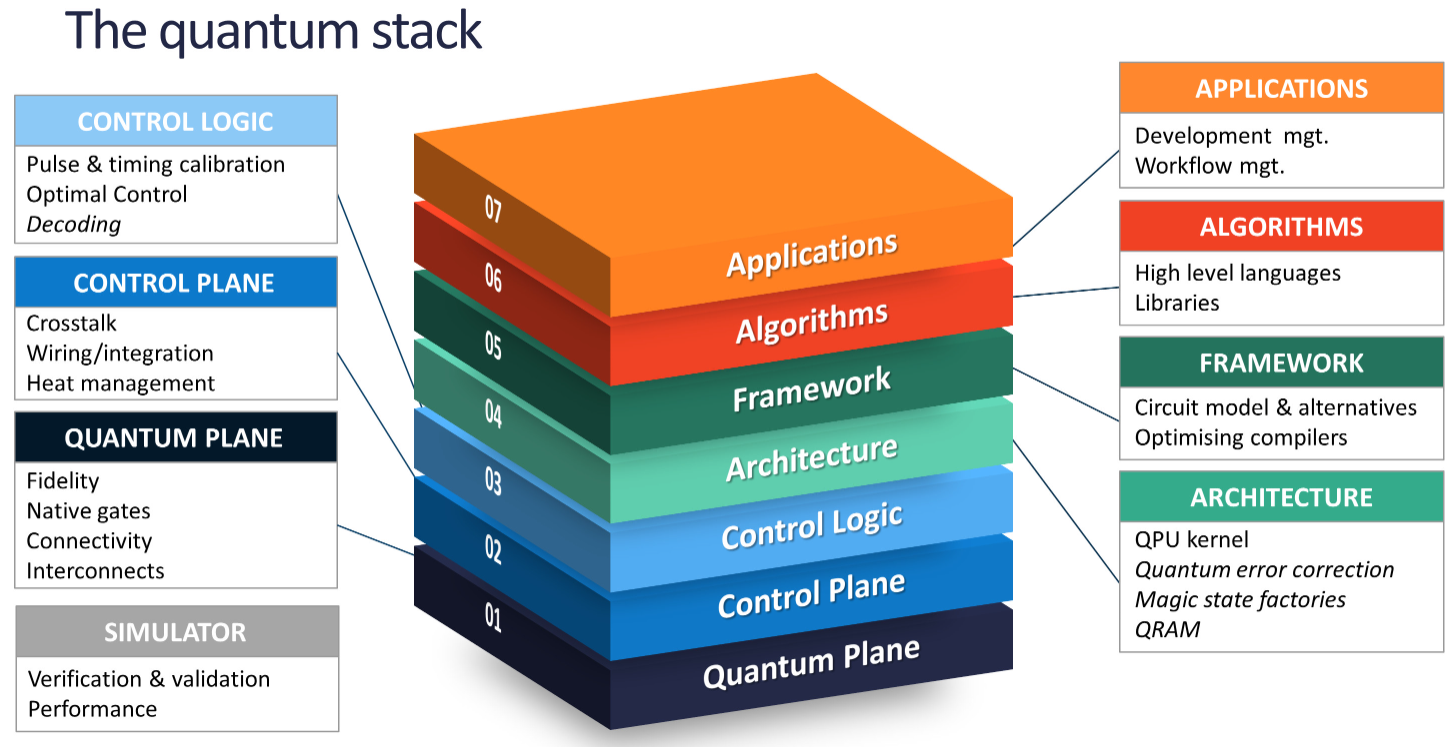 The quantum stack
CONTROL LOGIC
Pulse & timing calibration
Optimal Control
Decoding
CONTROL PLANE
Crosstalk
Wiring/integration
Heat management
QUANTUM PLANE
Fidelity
Native gates
Connectivity
Interconnects
SIMULATOR
Verification & validation
Performance
07 Applications
06 Algorithms
05 Framework
04 Architecture
03 Control Logic
02 Control Plane
01 Quantum Plane
APPLICATIONS
Development mgt.
Workflow mgt.
ALGORITHMS
High level languages
Libraries
FRAMEWORK
Circuit model & alternatives
Optimising compilers
ARCHITECTURE
QPU kernel
Quantum error correction
Magic state factories
QRAM